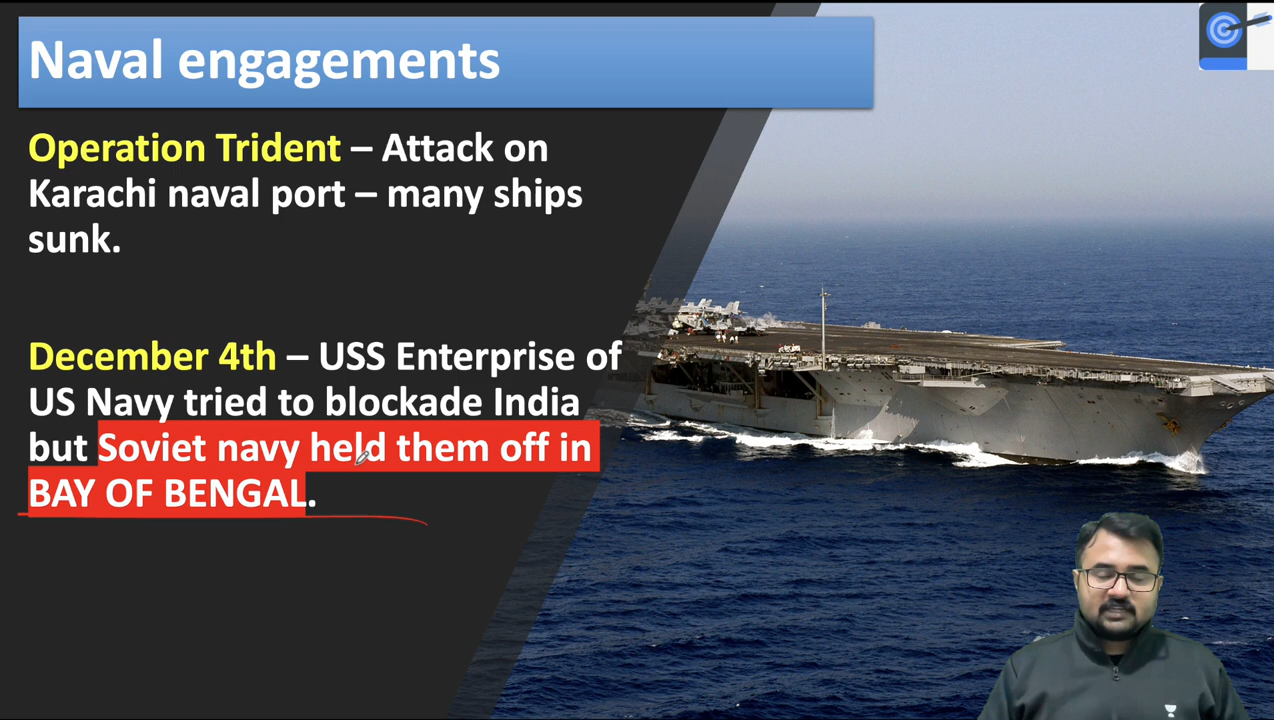 Naval engagements
Operation Trident – Attack on
Karachi naval port – many ships
sunk.
December 4th – USS Enterprise of
US Navy tried to blockade India
but Soviet navy held them off in
BAY OF BENGAL.